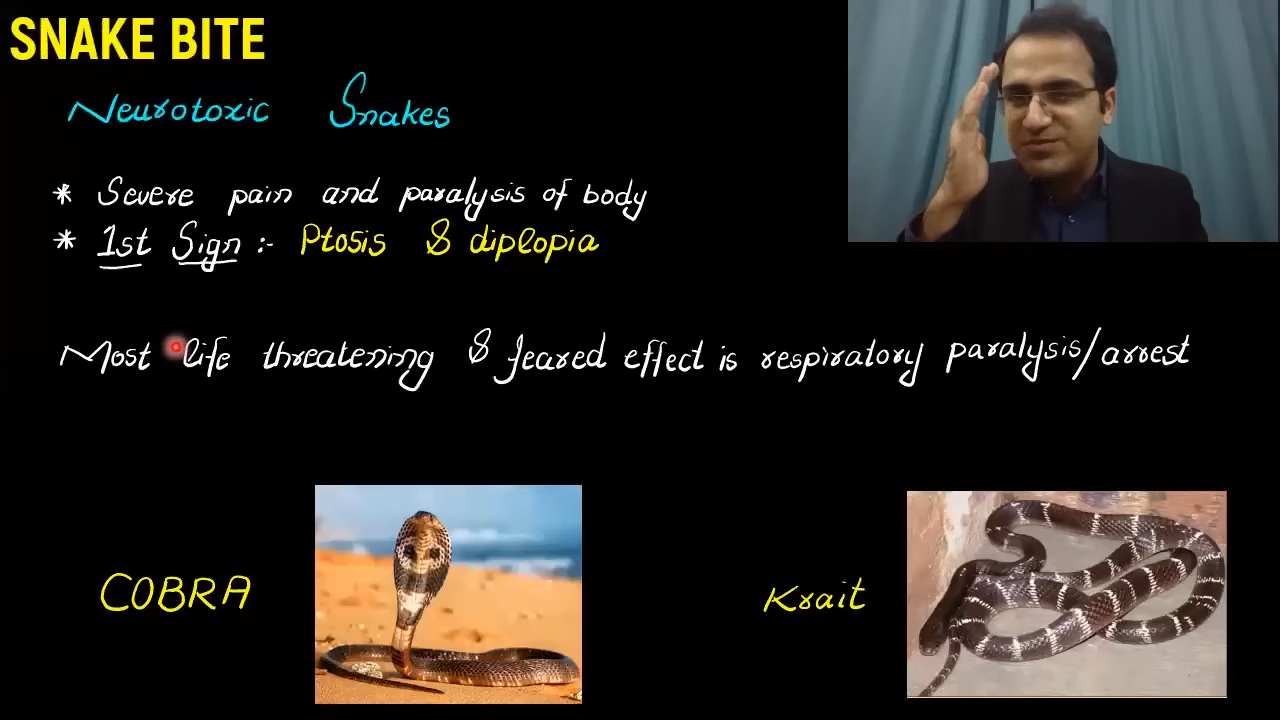 SNAKE BITE
Neurotoxic Snakes
* Severe pain and paralysis of body
* 1st Sign :- Ptosis & diplopia
Most life threatening & feared effect is respiratory paralysis/arrest
COBRA
Krait